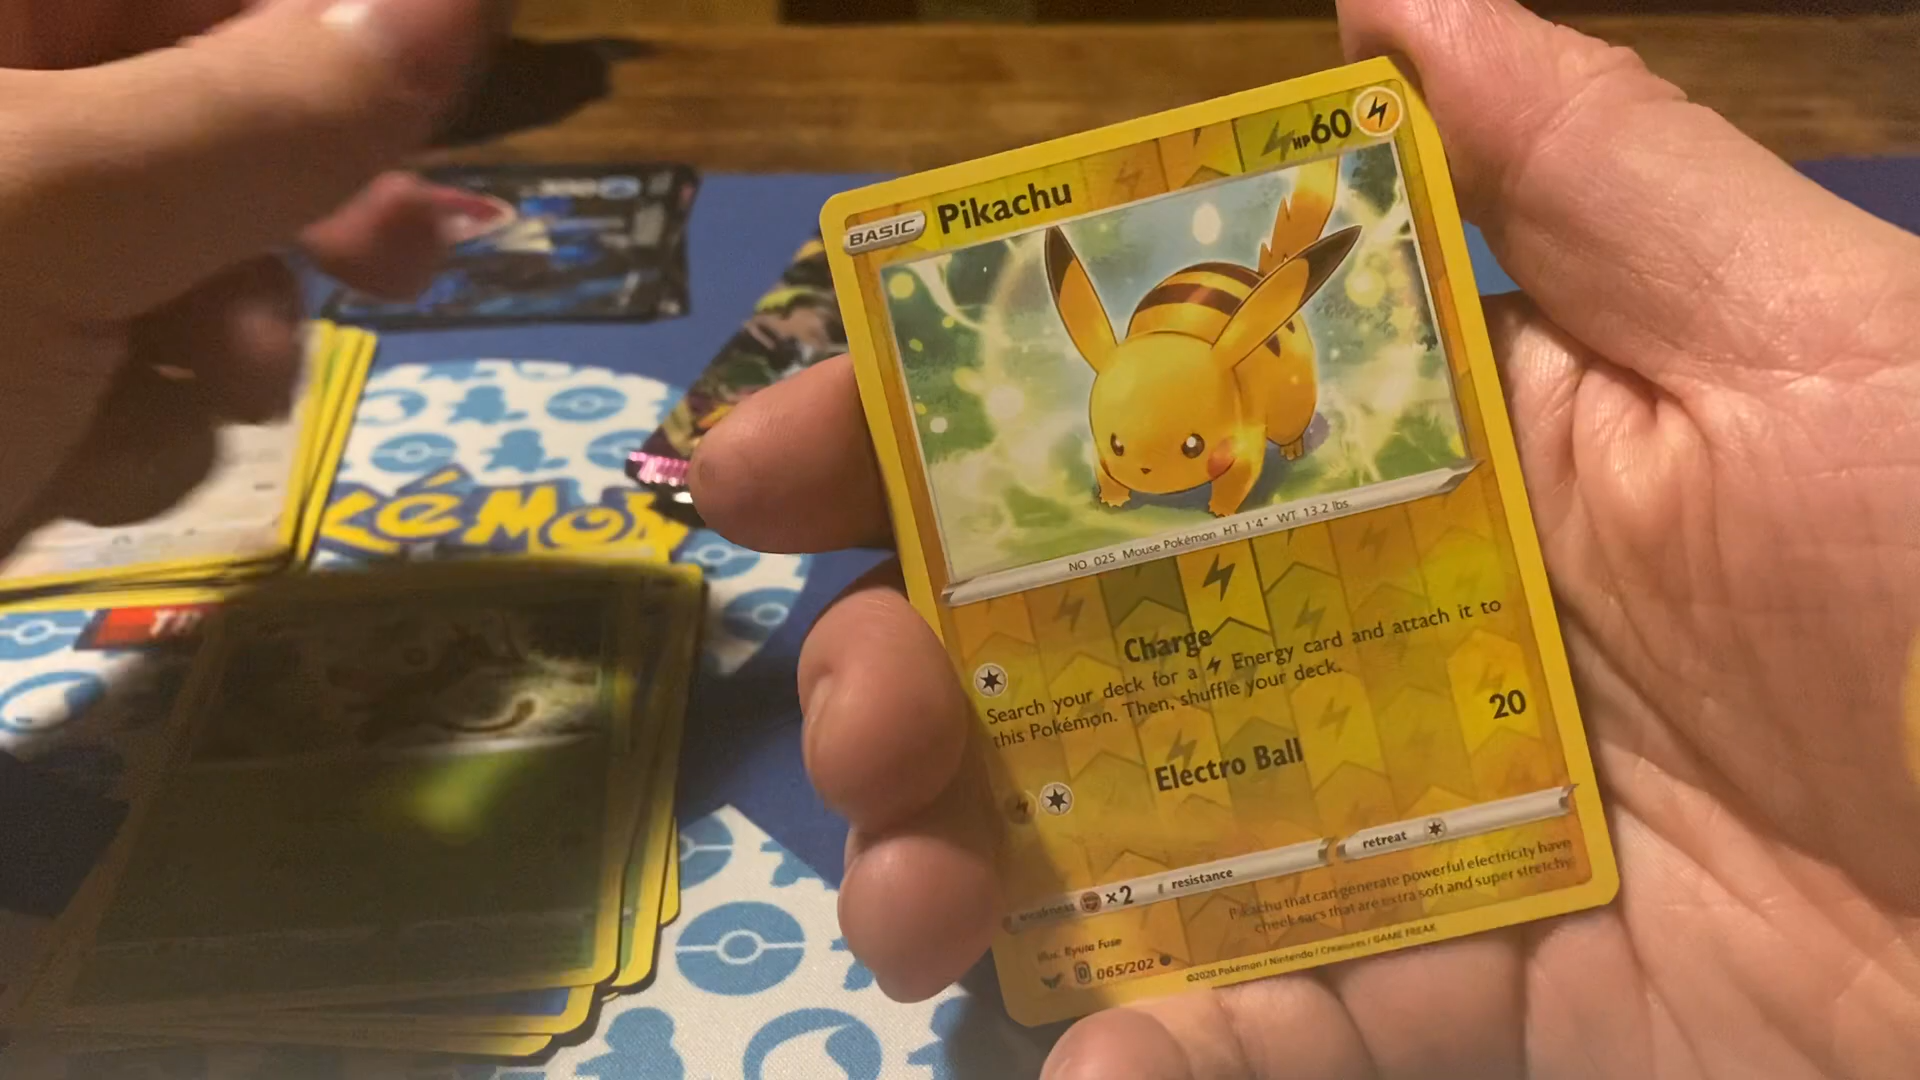 BASIC Pikachu HP60
NO 025 Mouse Pokémon HT 1'4" WT 13.2 lbs
Charge
Search your deck for a Energy card and attach it to
this Pokémon. Then, shuffle your deck.
Electro Ball 20
weakness ×2 resistance retreat
Pikachu that can generate powerful electricity have
cheek sacs that are extra soft and super stretchy.
Illus. Ryuta Fuse
D 065/202
©2020 Pokémon / Nintendo / Creatures / GAME FREAK
KéMON